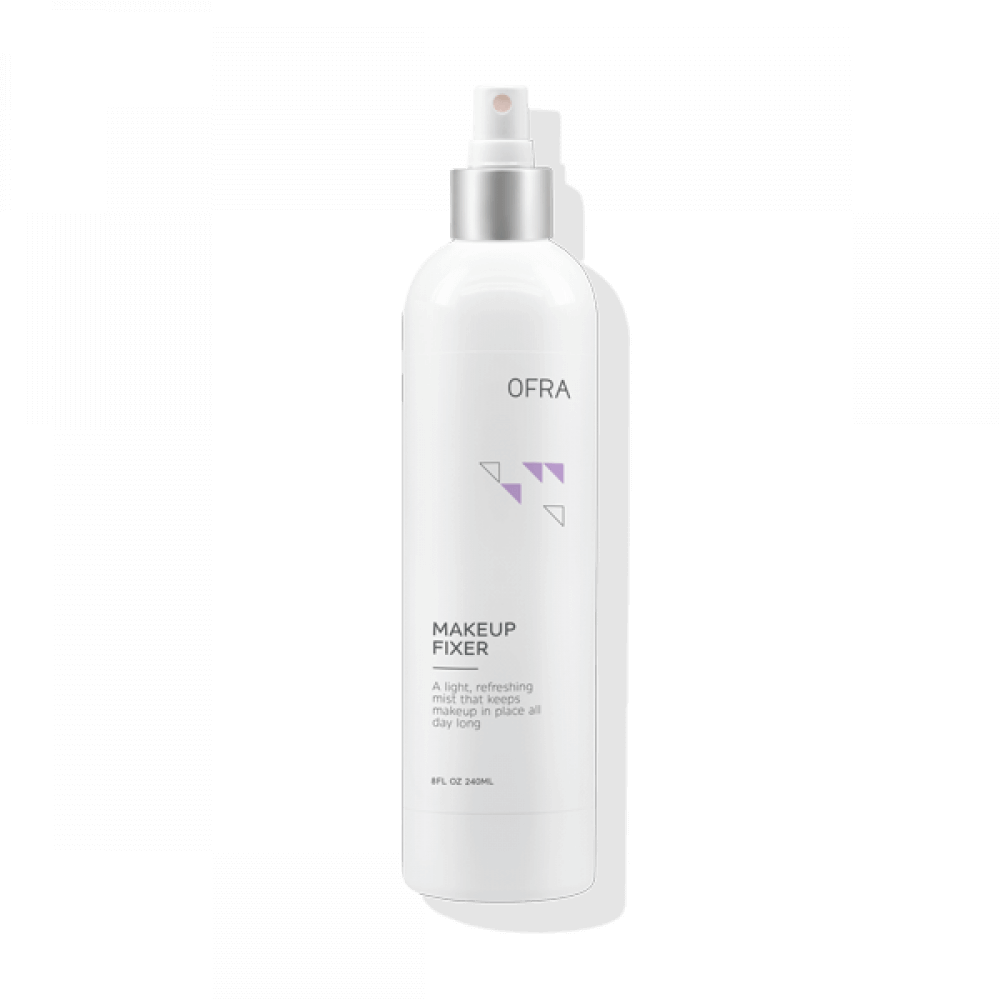 OFRA
MAKEUP
FIXER
A light, refreshing
mist that keeps
makeup in place all
day long
8FL OZ 240ML